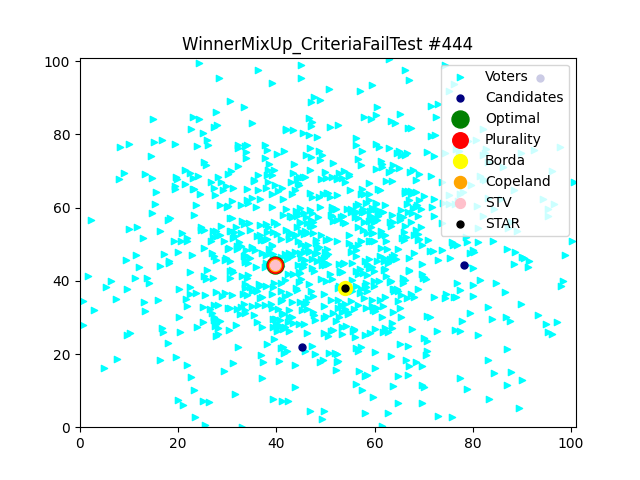 WinnerMixUp_CriteriaFailTest #444
100
80
60
40
20
0
0 20 40 60 80 100
Voters
Candidates
Optimal
Plurality
Borda
Copeland
STV
STAR